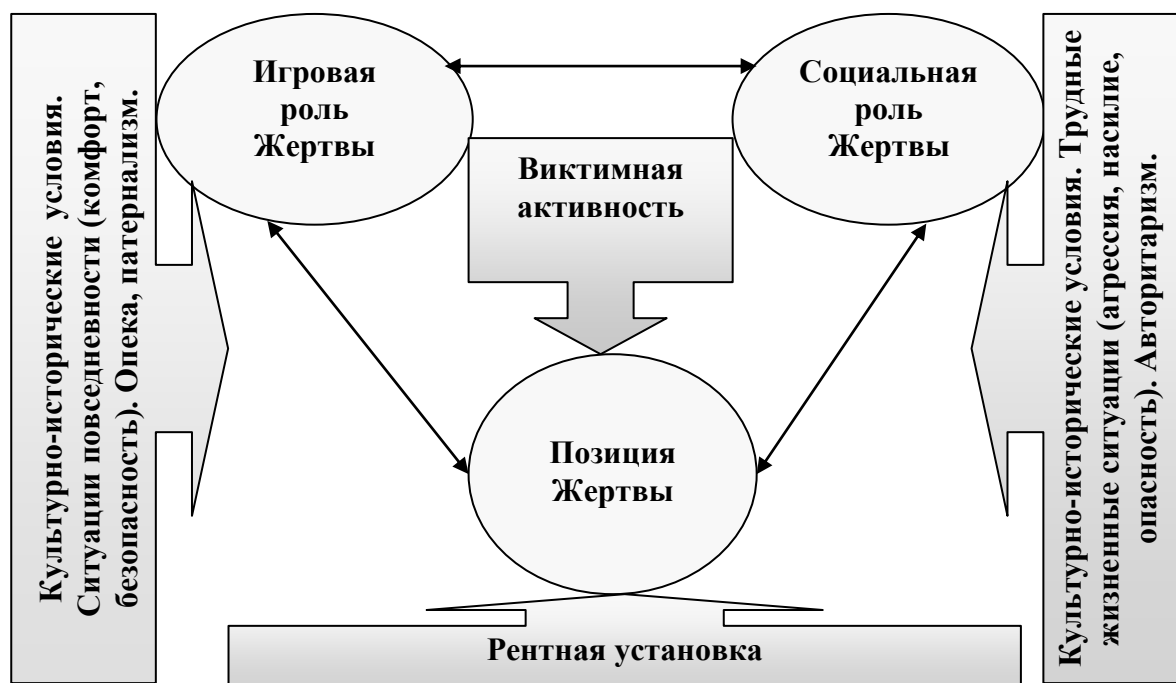 Культурно-исторические условия.
Ситуации повседневности (комфорт,
безопасность). Опека, патернализм.
Игровая
роль
Жертвы
Социальная
роль
Жертвы
Виктимная
активность
Позиция
Жертвы
Рентная установка
Культурно-исторические условия. Трудные
жизненные ситуации (агрессия, насилие,
опасность). Авторитаризм.